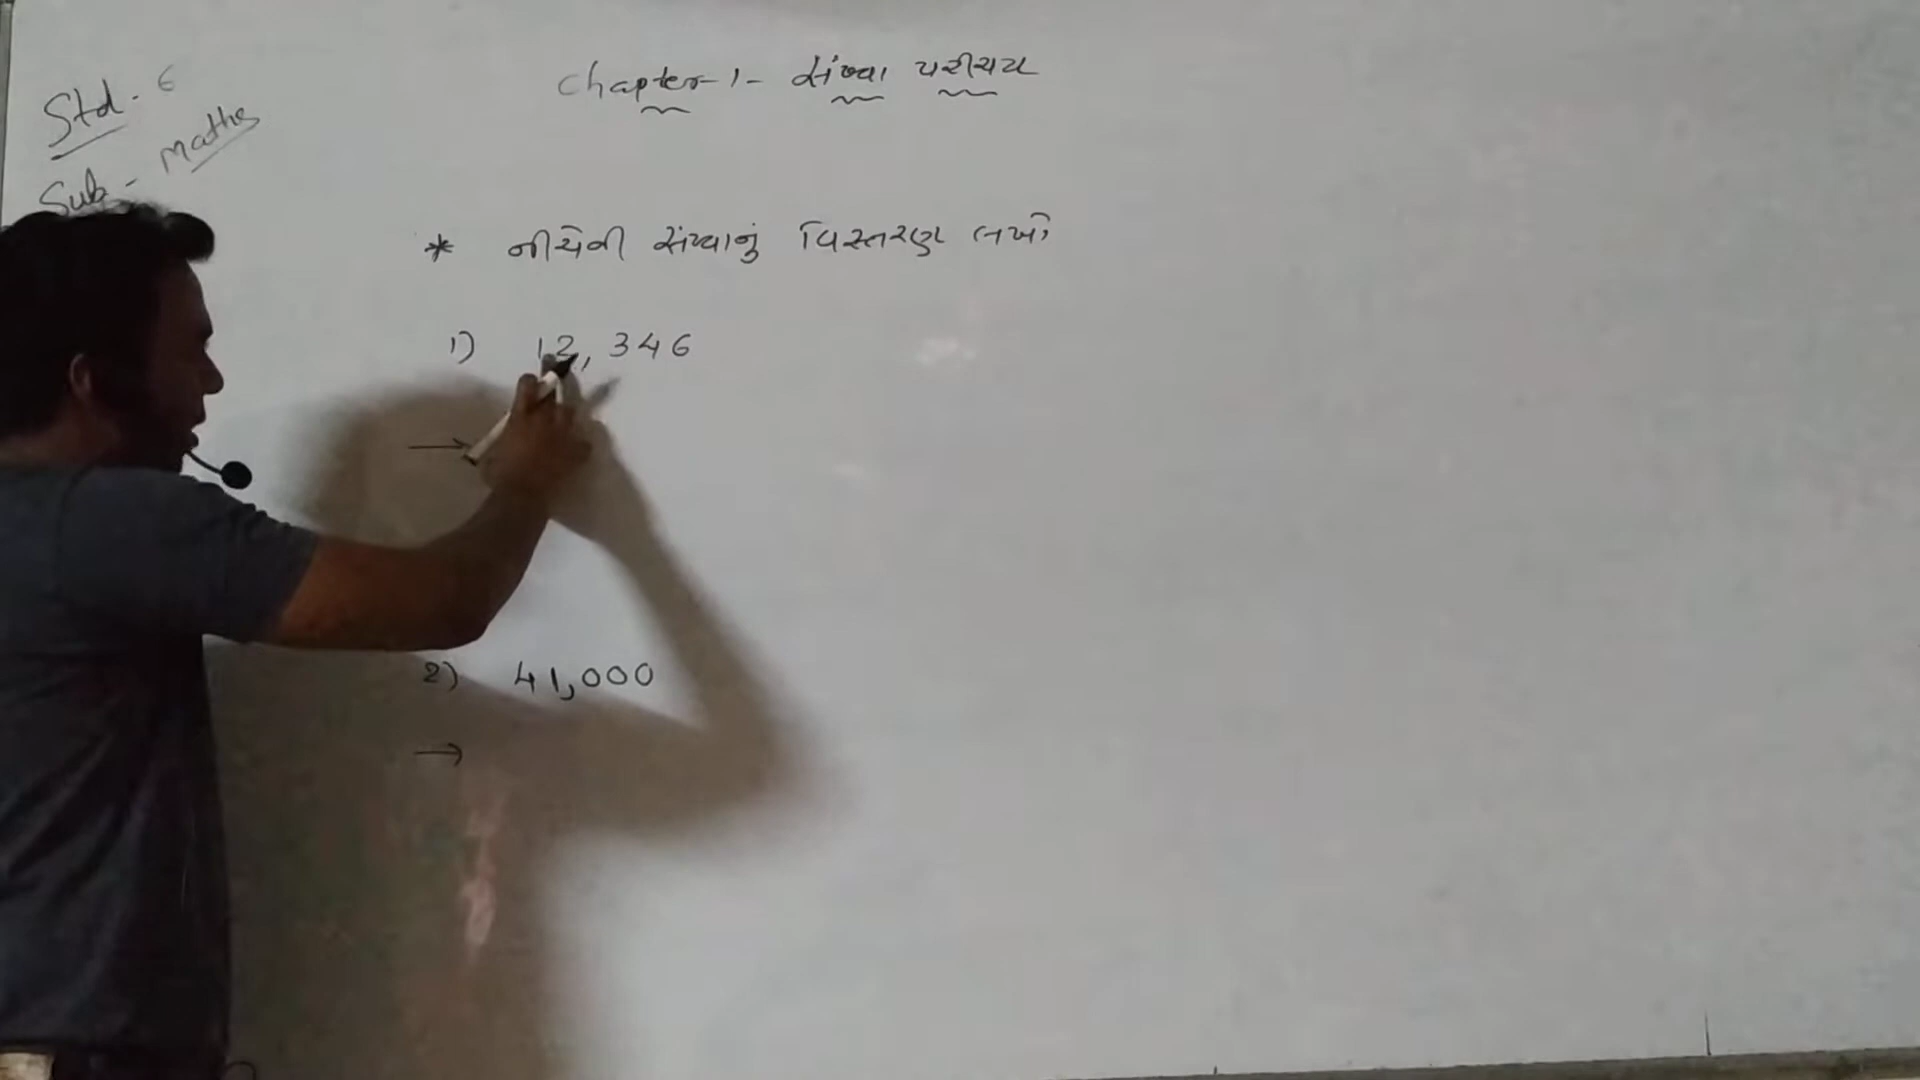 Std - 6
Sub - maths
Chapter-1- સંખ્યા પરીચય
* નીચેની સંખ્યાનું વિસ્તરણ લખો
1) 12,346
→
2) 41,000
→